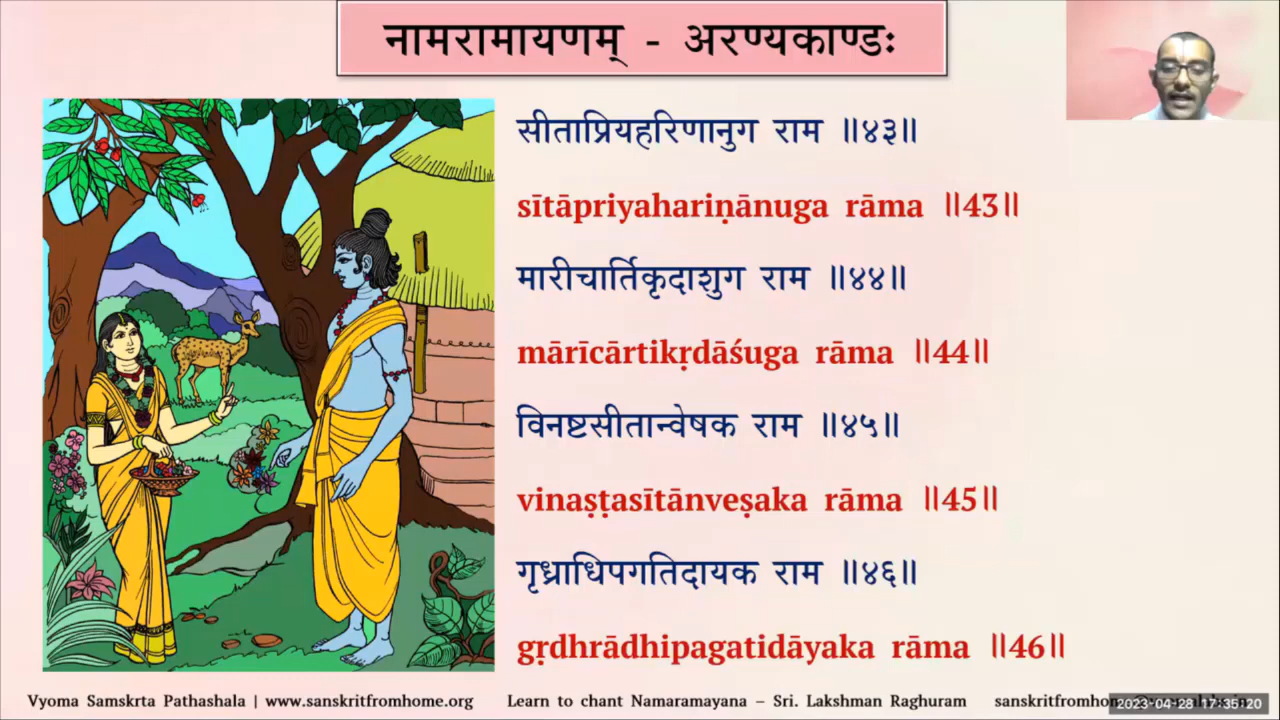 नामरामायणम् - अरण्यकाण्डः
सीताप्रियहरिणानुग राम ॥४३॥
sītāpriyahariṇānuga rāma ॥43॥
मारीचार्तिकृदाशुग राम ॥४४॥
mārīcārtikṛdāśuga rāma ॥44॥
विनष्टसीतान्वेषक राम ॥४५॥
vinaṣṭasītānveṣaka rāma ॥45॥
गृध्राधिपगतिदायक राम ॥४६॥
gṛdhrādhipagatidāyaka rāma ॥46॥
Vyoma Samskrta Pathashala | www.sanskritfromhome.org Learn to chant Namaramayana – Sri. Lakshman Raghuram
2023-04-28 17:35:20